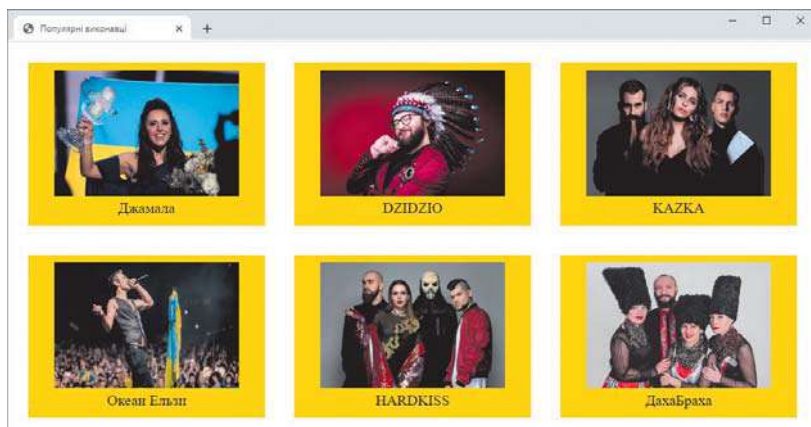 Популярні виконавці
Джамала
DZIDZIO
KAZKA
Океан Ельзи
HARDKISS
ДахаБраха